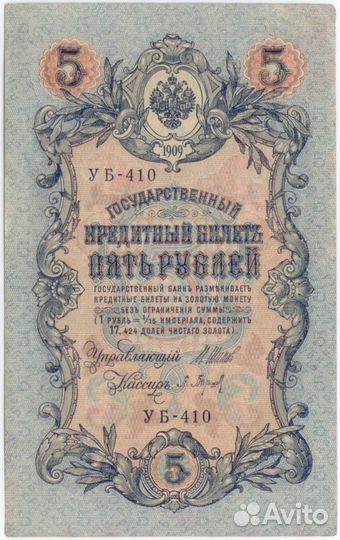 5 5
1909
УБ-410
ГОСУДАРСТВЕННЫЙ
КРЕДИТНЫЙ БИЛЕТЪ
ПЯТЬ РУБЛЕЙ
ГОСУДАРСТВЕННЫЙ БАНКЪ РАЗМѢНИВАЕТЪ
КРЕДИТНЫЕ БИЛЕТЫ НА ЗОЛОТУЮ МОНЕТУ
БЕЗЪ ОГРАНИЧЕНІЯ СУММЫ
(1 РУБЛЬ = 1/15 ИМПЕРІАЛА, СОДЕРЖИТЪ
17,424 ДОЛЕЙ ЧИСТАГО ЗОЛОТА).
Управляющій
Кассиръ
УБ-410
5
Avito